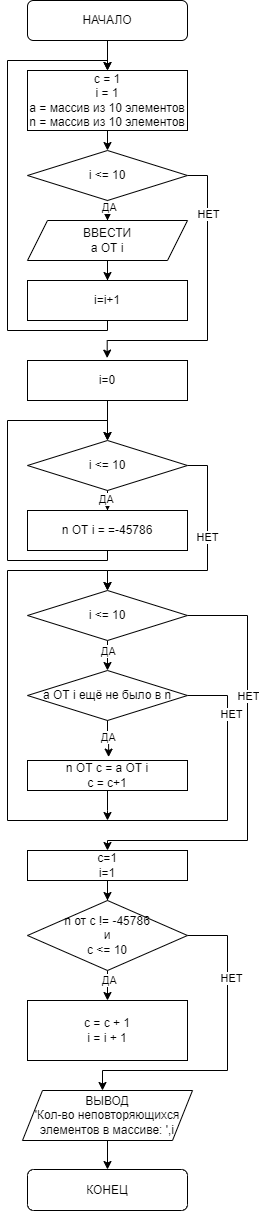 НАЧАЛО
c = 1
i = 1
a = массив из 10 элементов
n = массив из 10 элементов
i <= 10
ДА
НЕТ
ВВЕСТИ
a ОТ i
i=i+1
i=0
i <= 10
ДА
НЕТ
n ОТ i = =-45786
i <= 10
ДА
НЕТ
a ОТ i ещё не было в n
НЕТ
ДА
n ОТ c = a ОТ i
c = c+1
c=1
i=1
n от c != -45786
и
c <= 10
ДА
НЕТ
c = c + 1
i = i + 1
ВЫВОД
'Кол-во неповторяющихся
элементов в массиве: ',i
КОНЕЦ